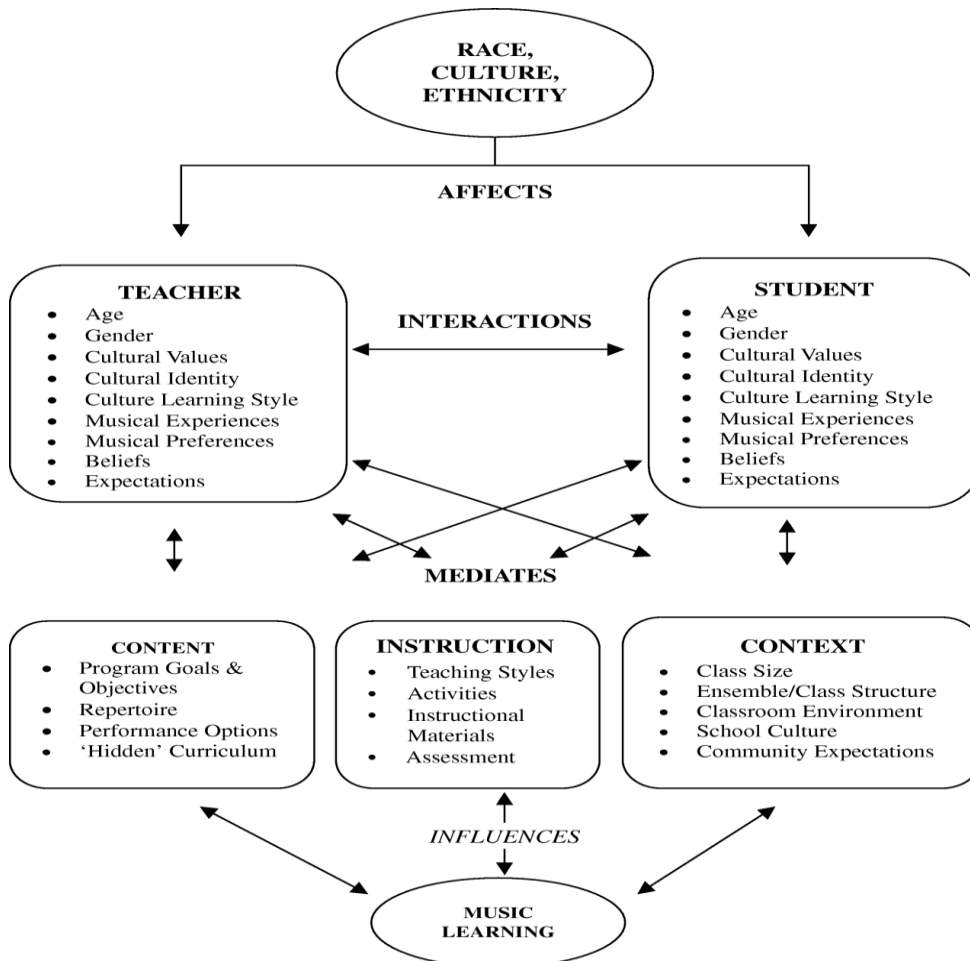 RACE,
CULTURE,
ETHNICITY
AFFECTS
TEACHER
• Age
• Gender
• Cultural Values
• Cultural Identity
• Culture Learning Style
• Musical Experiences
• Musical Preferences
• Beliefs
• Expectations
INTERACTIONS
STUDENT
• Age
• Gender
• Cultural Values
• Cultural Identity
• Culture Learning Style
• Musical Experiences
• Musical Preferences
• Beliefs
• Expectations
MEDIATES
CONTENT
• Program Goals &
Objectives
• Repertoire
• Performance Options
• ‘Hidden’ Curriculum
INSTRUCTION
• Teaching Styles
• Activities
• Instructional
Materials
• Assessment
CONTEXT
• Class Size
• Ensemble/Class Structure
• Classroom Environment
• School Culture
• Community Expectations
INFLUENCES
MUSIC
LEARNING